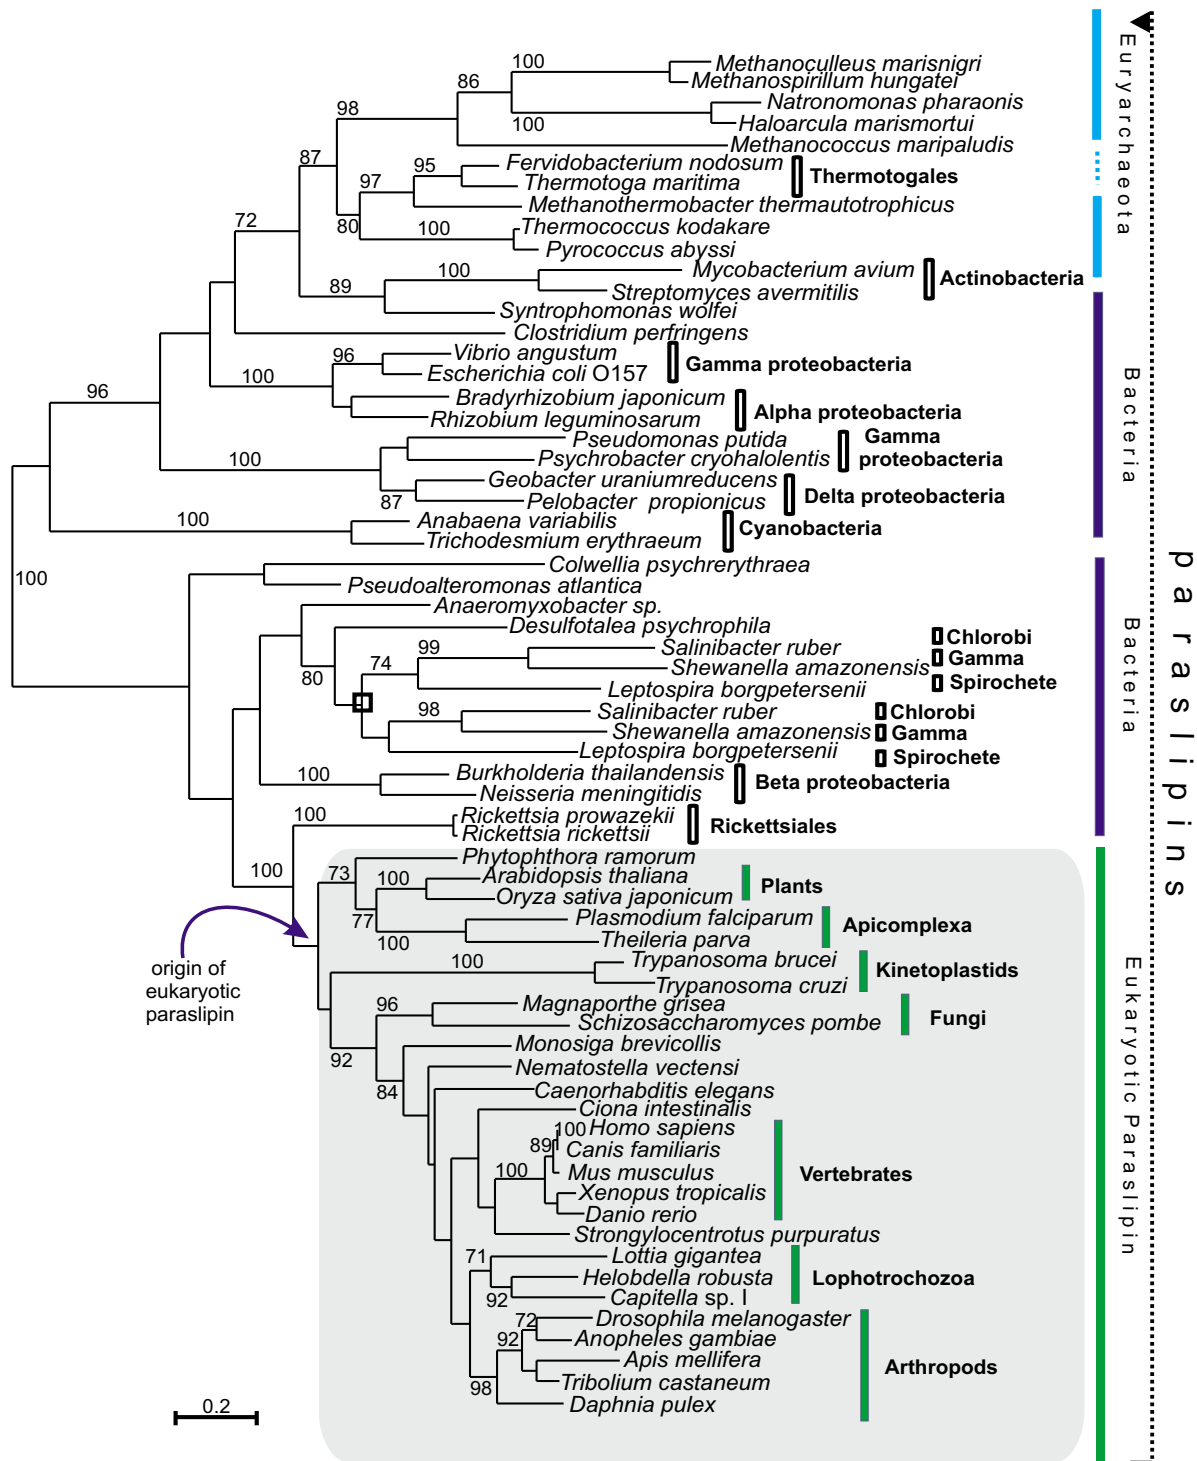 100
Methanoculleus marisnigri
Methanospirillum hungatei
86
Natronomonas pharaonis
98
100
Haloarcula marismortui
Methanococcus maripaludis
87
95
Fervidobacterium nodosum
Thermotogales
97
Thermotoga maritima
Methanothermobacter thermautotrophicus
72
80
100
Thermococcus kodakare
Pyrococcus abyssi
100
Mycobacterium avium
Actinobacteria
89
Streptomyces avermitilis
Syntrophomonas wolfei
Clostridium perfringens
96
Vibrio angustum
Gamma proteobacteria
100
Escherichia coli O157
96
Bradyrhizobium japonicum
Alpha proteobacteria
Rhizobium leguminosarum
Pseudomonas putida
Gamma
proteobacteria
100
Psychrobacter cryohalolentis
Geobacter uraniumreducens
87
Pelobacter propionicus
Delta proteobacteria
100
Anabaena variabilis
Cyanobacteria
Trichodesmium erythraeum
100
Colwellia psychrerythraea
Pseudoalteromonas atlantica
Anaeromyxobacter sp.
Desulfotalea psychrophila
99
Salinibacter ruber
Chlorobi
74
Shewanella amazonensis
Gamma
80
Leptospira borgpetersenii
Spirochete
98
Salinibacter ruber
Chlorobi
Shewanella amazonensis
Gamma
Leptospira borgpetersenii
Spirochete
100
Burkholderia thailandensis
Beta proteobacteria
Neisseria meningitidis
100
Rickettsia prowazekii
Rickettsiales
Rickettsia rickettsii
100
73
Phytophthora ramorum
100
Arabidopsis thaliana
Plants
Oryza sativa japonicum
77
Plasmodium falciparum
Apicomplexa
100
Theileria parva
100
Trypanosoma brucei
Kinetoplastids
Trypanosoma cruzi
origin of
eukaryotic
paraslipin
96
Magnaporthe grisea
Fungi
Schizosaccharomyces pombe
92
Monosiga brevicollis
84
Nematostella vectensi
Caenorhabditis elegans
Ciona intestinalis
100
Homo sapiens
89
Canis familiaris
100
Mus musculus
Vertebrates
Xenopus tropicalis
Danio rerio
Strongylocentrotus purpuratus
71
Lottia gigantea
Helobdella robusta
Lophotrochozoa
92
Capitella sp. I
72
Drosophila melanogaster
92
Anopheles gambiae
Apis mellifera
Arthropods
98
Tribolium castaneum
Daphnia pulex
0.2
Euryarchaeota
Bacteria
Bacteria
Eukaryotic Paraslipin
paraslipins